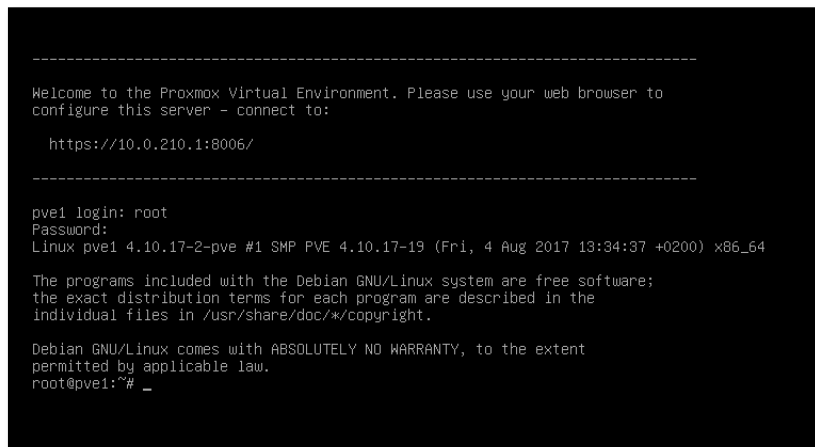 -------------------------------------------------------------------------------
Welcome to the Proxmox Virtual Environment. Please use your web browser to
configure this server - connect to:
https://10.0.210.1:8006/
-------------------------------------------------------------------------------
pve1 login: root
Password:
Linux pve1 4.10.17-2-pve #1 SMP PVE 4.10.17-19 (Fri, 4 Aug 2017 13:34:37 +0200) x86_64
The programs included with the Debian GNU/Linux system are free software;
the exact distribution terms for each program are described in the
individual files in /usr/share/doc/*/copyright.
Debian GNU/Linux comes with ABSOLUTELY NO WARRANTY, to the extent
permitted by applicable law.
root@pve1:~# _